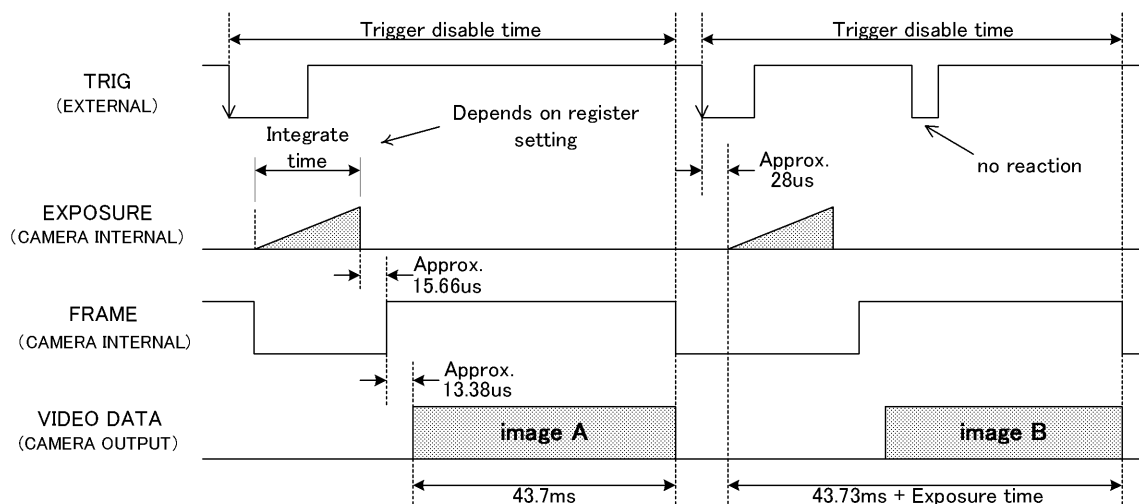 Trigger disable time
Trigger disable time
TRIG
(EXTERNAL)
Integrate
time
Depends on register
setting
Approx.
28us
no reaction
EXPOSURE
(CAMERA INTERNAL)
Approx.
15.66us
FRAME
(CAMERA INTERNAL)
Approx.
13.38us
VIDEO DATA
(CAMERA OUTPUT)
image A
image B
43.7ms
43.73ms + Exposure time